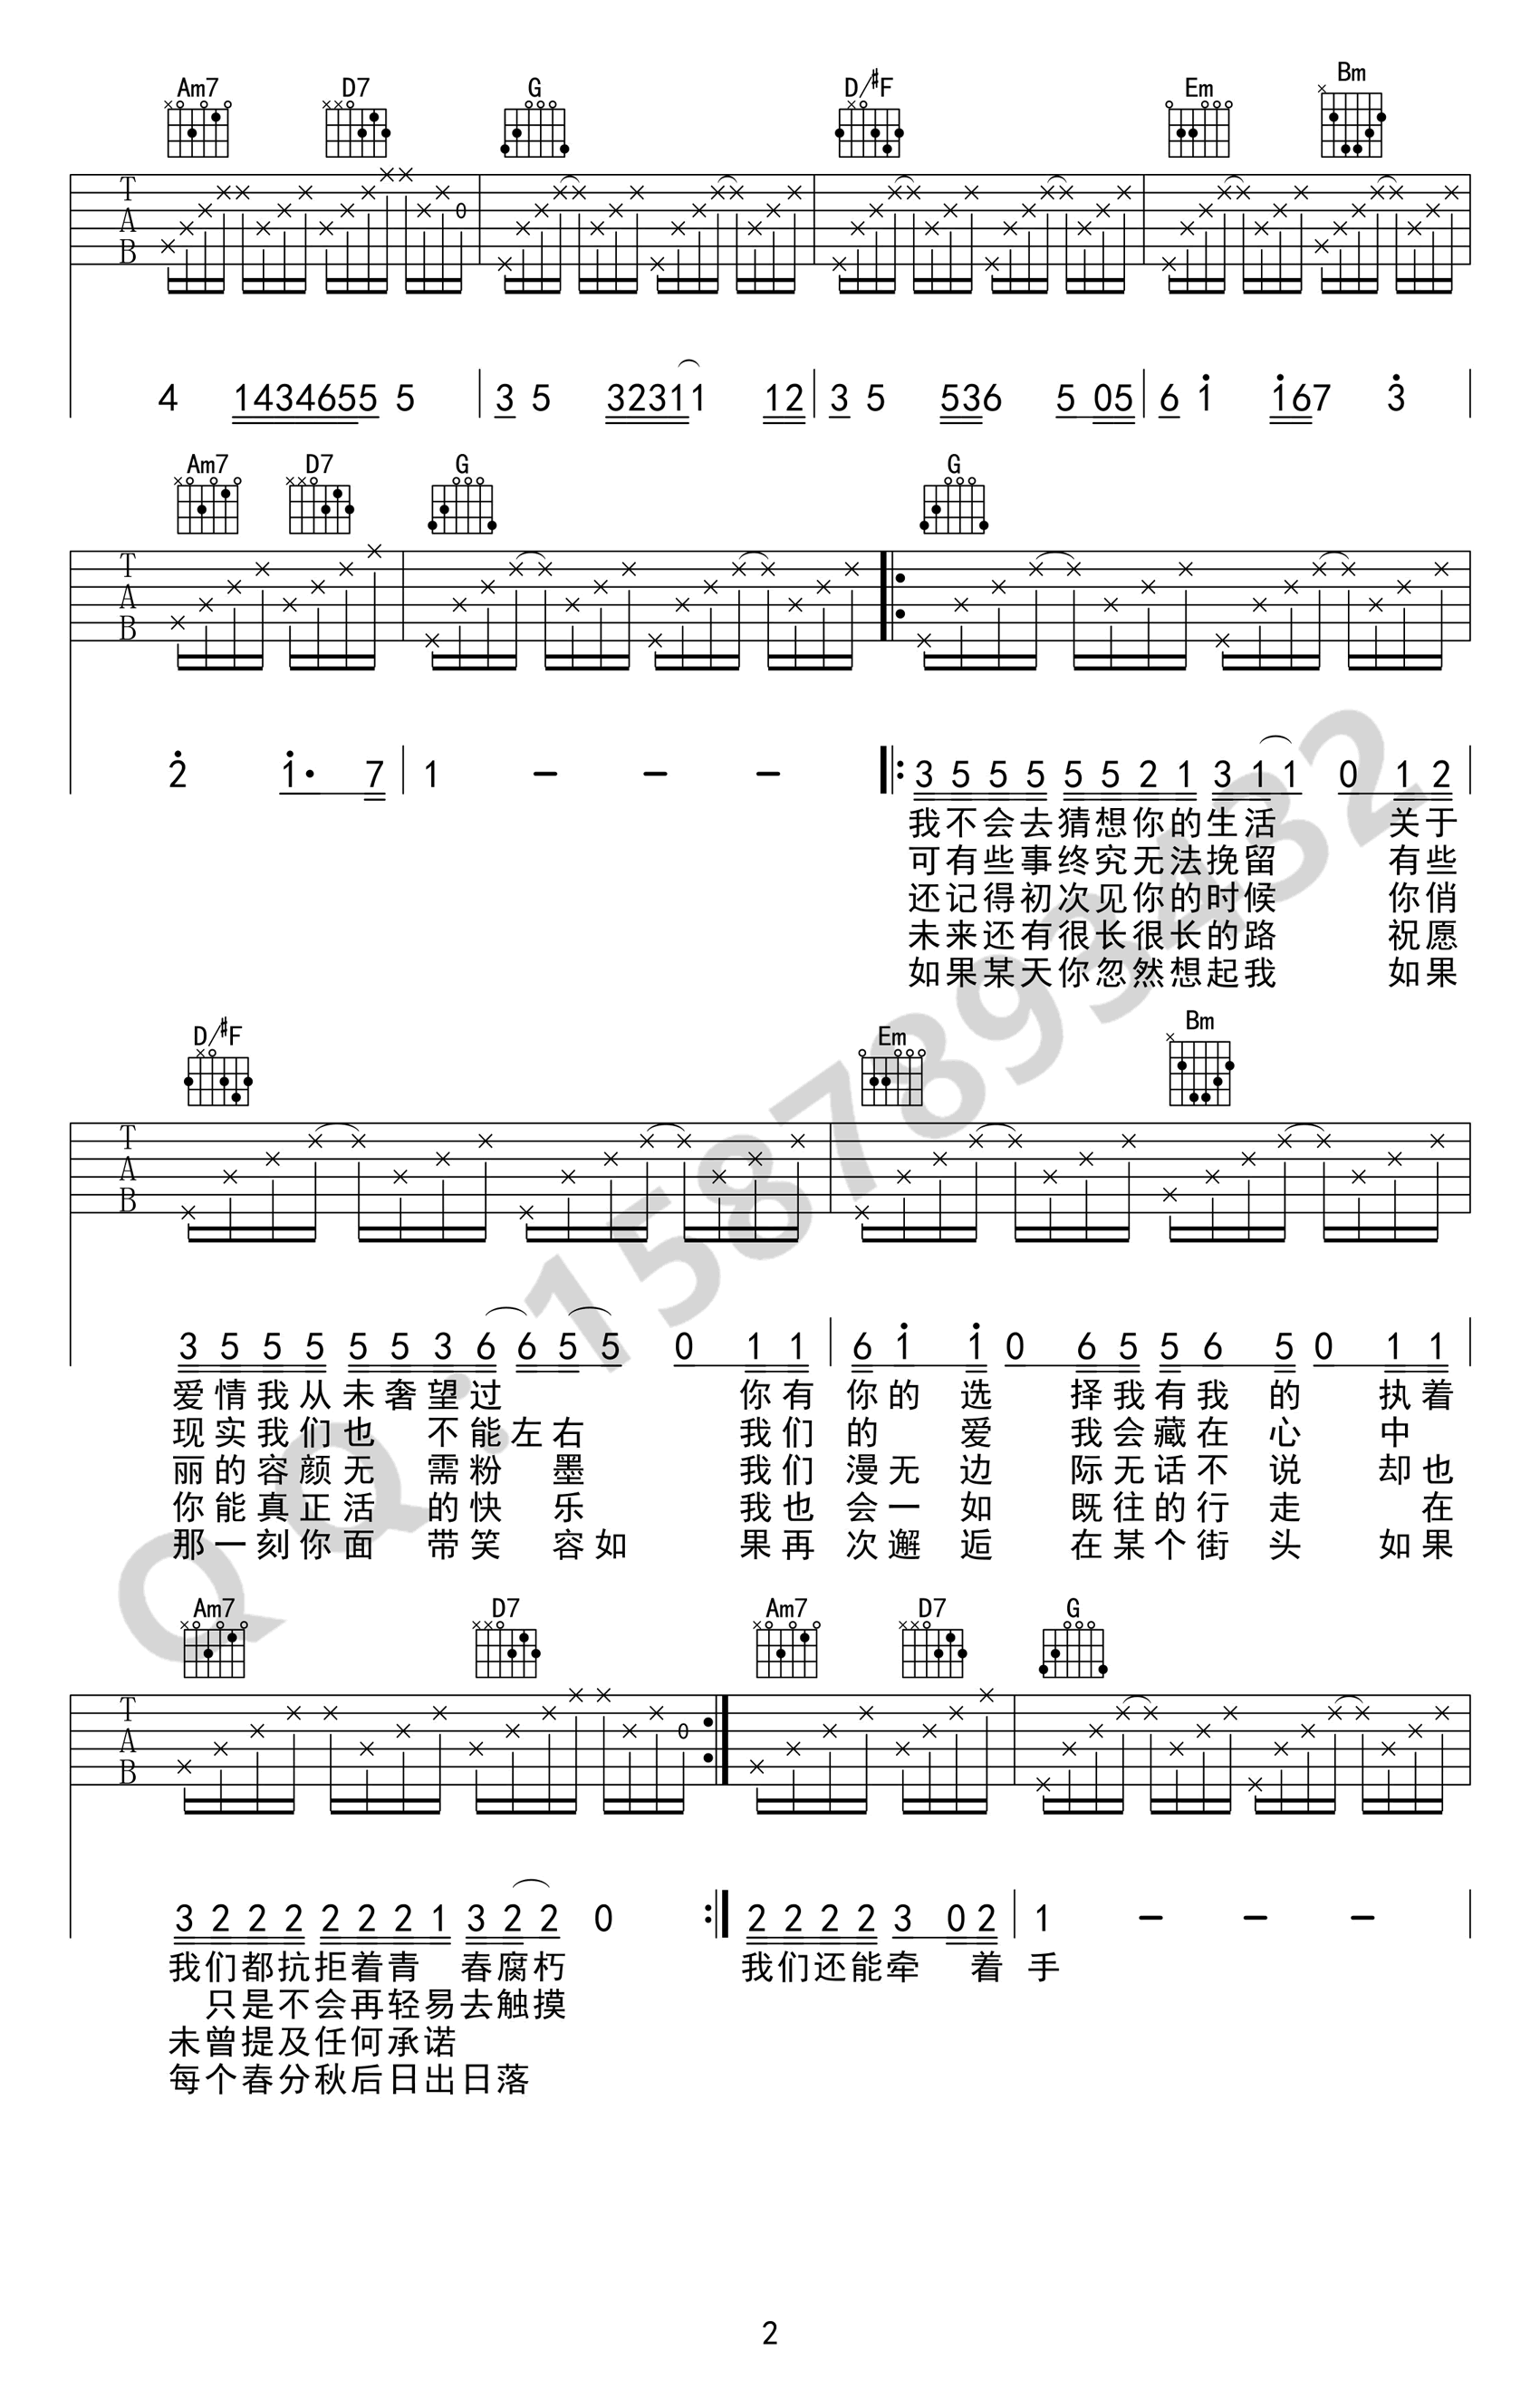 Am7 D7 G D/#F Em Bm
T
A
B
0
4 1434655 5 3 5 32311 12 3 5 536 5 05 6 1 167 3
Am7 D7 G G
T
A
B
2 1· 7 1 - - - 3 5 5 5 5 5 2 1 3 1 1 0 1 2
我不会去猜想你的生活 关于
可有些事终究无法挽留 有些
还记得初次见你的时候 你俏
未来还有很长很长的路 祝愿
如果某天你忽然想起我 如果
D/#F Em Bm
T
A
B
3 5 5 5 5 5 3 6 6 5 5 0 1 1 6 1 1 0 6 5 5 6 5 0 1 1
爱情我从未奢望过 你有你的选择我有我的执着
现实我们也不能左右 我们的爱我会藏在心中
丽的容颜无需粉墨 我们漫无边际无话不说却也
你能真正活的快乐 我也会一如既往的行走 在
那一刻你面带笑容如 果再次邂逅在某个街头如果
Am7 D7 Am7 D7 G
T
A
B
0
3 2 2 2 2 2 2 1 3 2 2 0 2 2 2 2 3 0 2 1 - - -
我们都抗拒着青春腐朽 我们还能牵着手
只是不会再轻易去触摸
未曾提及任何承诺
每个春分秋后日出日落
QQ:1587893432
2